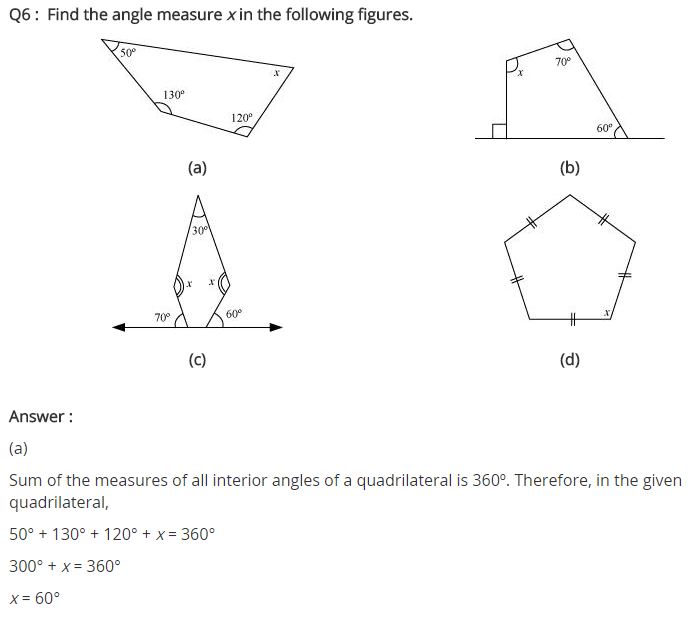 Q6 : Find the angle measure x in the following figures.
50° x
130°
120°
(a)
70°
x
60°
(b)
30°
x x
70° 60°
(c)
x
(d)
Answer :
(a)
Sum of the measures of all interior angles of a quadrilateral is 360º. Therefore, in the given
quadrilateral,
50° + 130° + 120° + x = 360°
300° + x = 360°
x = 60°